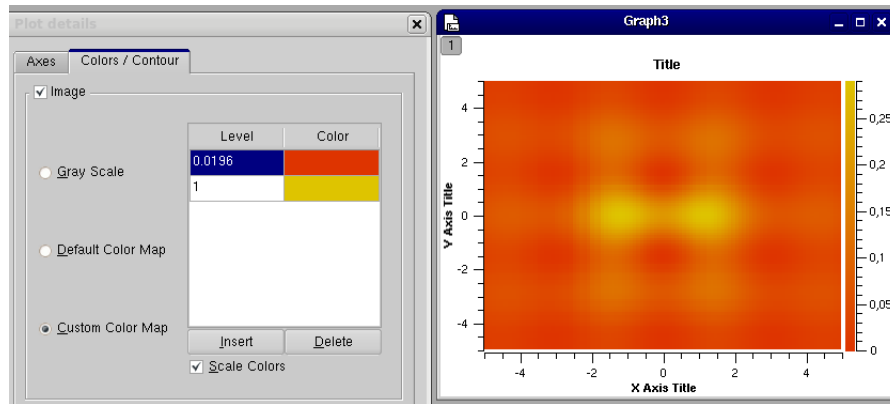 Plot details
Axes
Colors / Contour
Image
Level
Color
0.0196
1
Gray Scale
Default Color Map
Custom Color Map
Insert
Delete
Scale Colors
Graph3
1
Title
Y Axis Title
4
2
0
-2
-4
-4
-2
0
2
4
X Axis Title
0,25
0,2
0,15
0,1
0,05
0